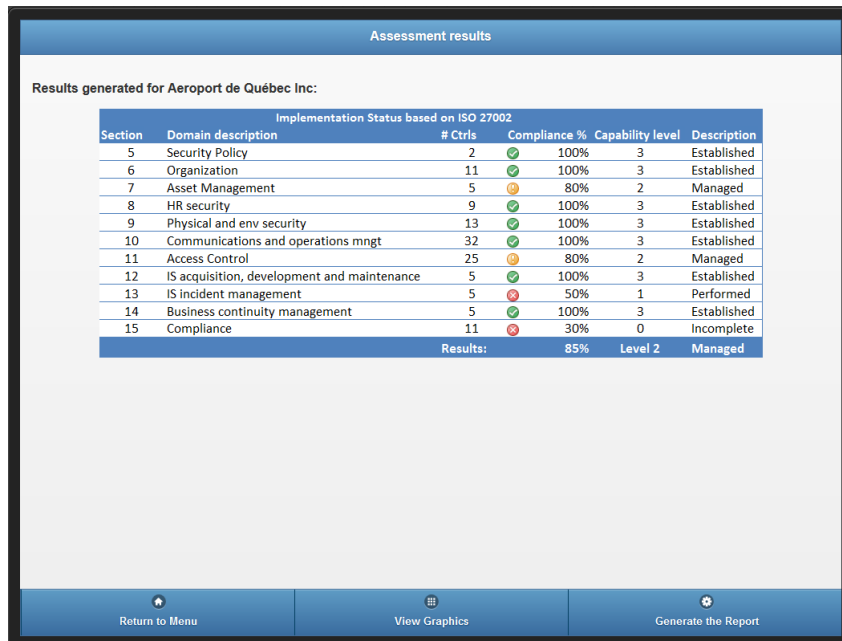 Assessment results
Results generated for Aeroport de Québec Inc:
Implementation Status based on ISO 27002
Section Domain description # Ctrls Compliance % Capability level Description
5 Security Policy 2 100% 3 Established
6 Organization 11 100% 3 Established
7 Asset Management 5 80% 2 Managed
8 HR security 9 100% 3 Established
9 Physical and env security 13 100% 3 Established
10 Communications and operations mngt 32 100% 3 Established
11 Access Control 25 80% 2 Managed
12 IS acquisition, development and maintenance 5 100% 3 Established
13 IS incident management 5 50% 1 Performed
14 Business continuity management 5 100% 3 Established
15 Compliance 11 30% 0 Incomplete
Results: 85% Level 2 Managed
Return to Menu View Graphics Generate the Report